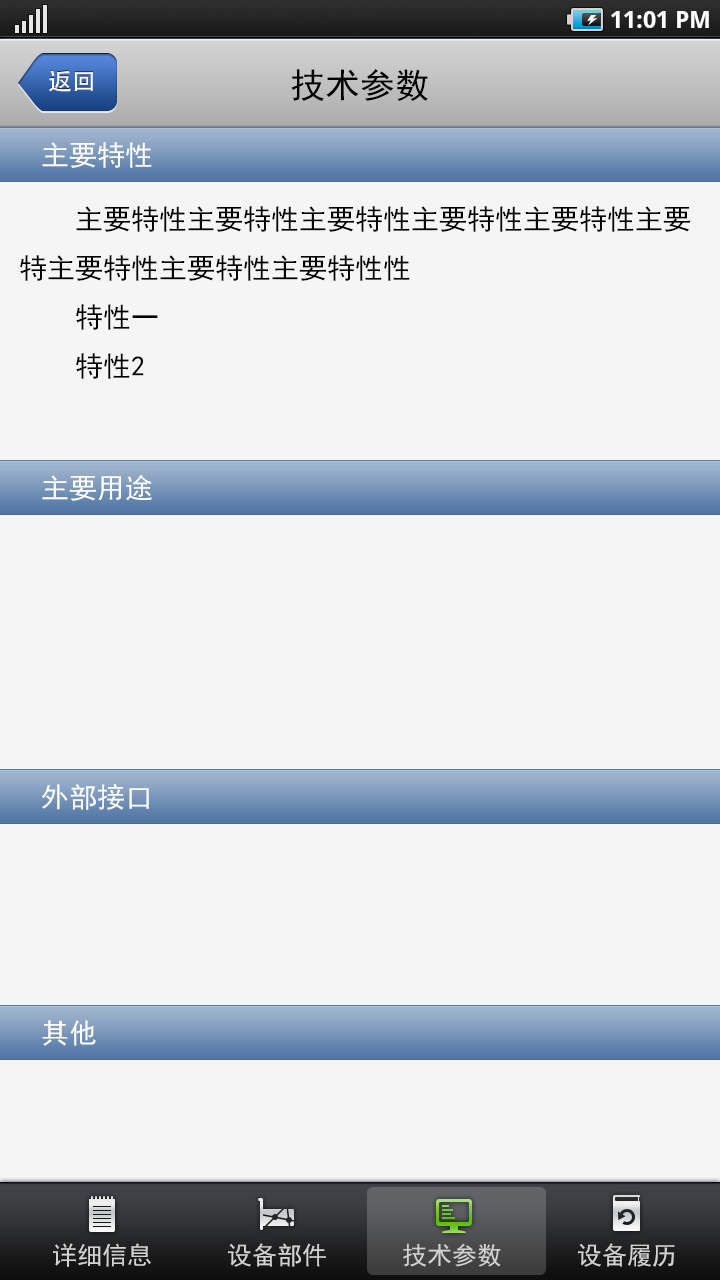 11:01 PM
返回
技术参数
主要特性
主要特性主要特性主要特性主要特性主要特性主要
特主要特性主要特性主要特性性
特性一
特性2
主要用途
外部接口
其他
详细信息
设备部件
技术参数
设备履历